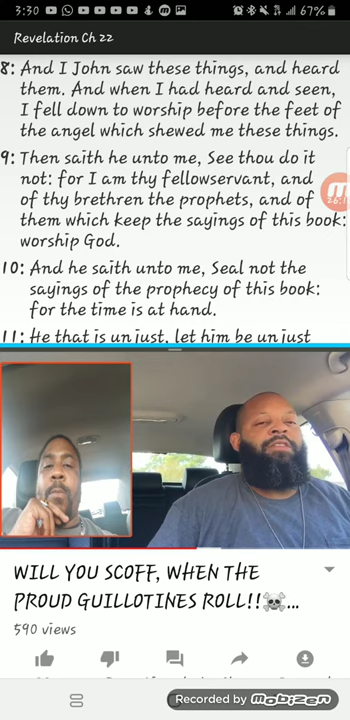 3:30
67%
Revelation Ch 22
8: And I John saw these things, and heard
them. And when I had heard and seen,
I fell down to worship before the feet of
the angel which shewed me these things.
9: Then saith he unto me, See thou do it
not: for I am thy fellowservant, and
of thy brethren the prophets, and of
them which keep the sayings of this book:
worship God.
10: And he saith unto me, Seal not the
sayings of the prophecy of this book:
for the time is at hand.
11: He that is unjust, let him be unjust
WILL YOU SCOFF, WHEN THE
PROUD GUILLOTINES ROLL!!☠...
590 views
Recorded by Mobizen